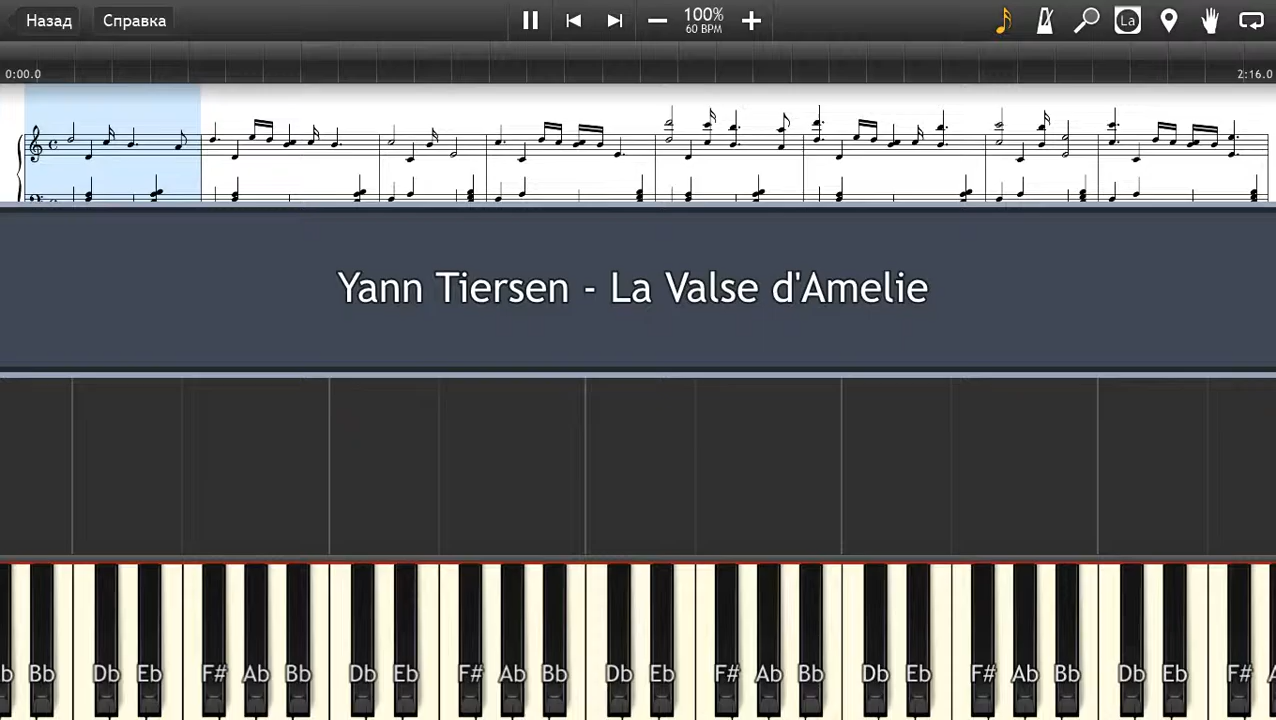 Назад Справка 100% La
60 BPM
0:00.0 2:16.0
Yann Tiersen - La Valse d'Amelie
b Bb Db Eb F# Ab Bb Db Eb F# Ab Bb Db Eb F# Ab Bb Db Eb F# Ab Bb Db Eb F# A